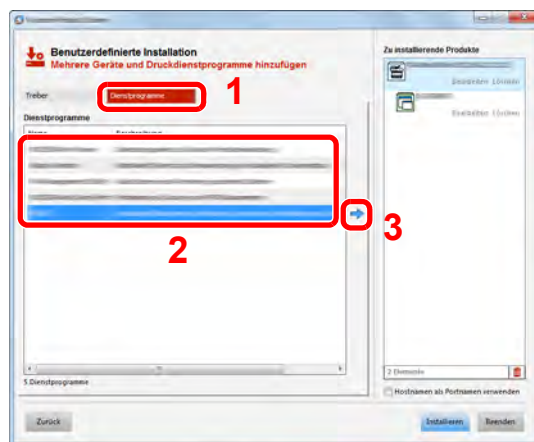 Benutzerdefinierte Installation
Mehrere Geräte und Druckdienstprogramme hinzufügen
Treiber
Dienstprogramme
1
Dienstprogramme
Name
Beschreibung
2
3
5 Dienstprogramme
Zu installierende Produkte
Bearbeiten Löschen
Bearbeiten Löschen
2 Elemente
Hostnamen als Portnamen verwenden
Zurück
Installieren
Beenden